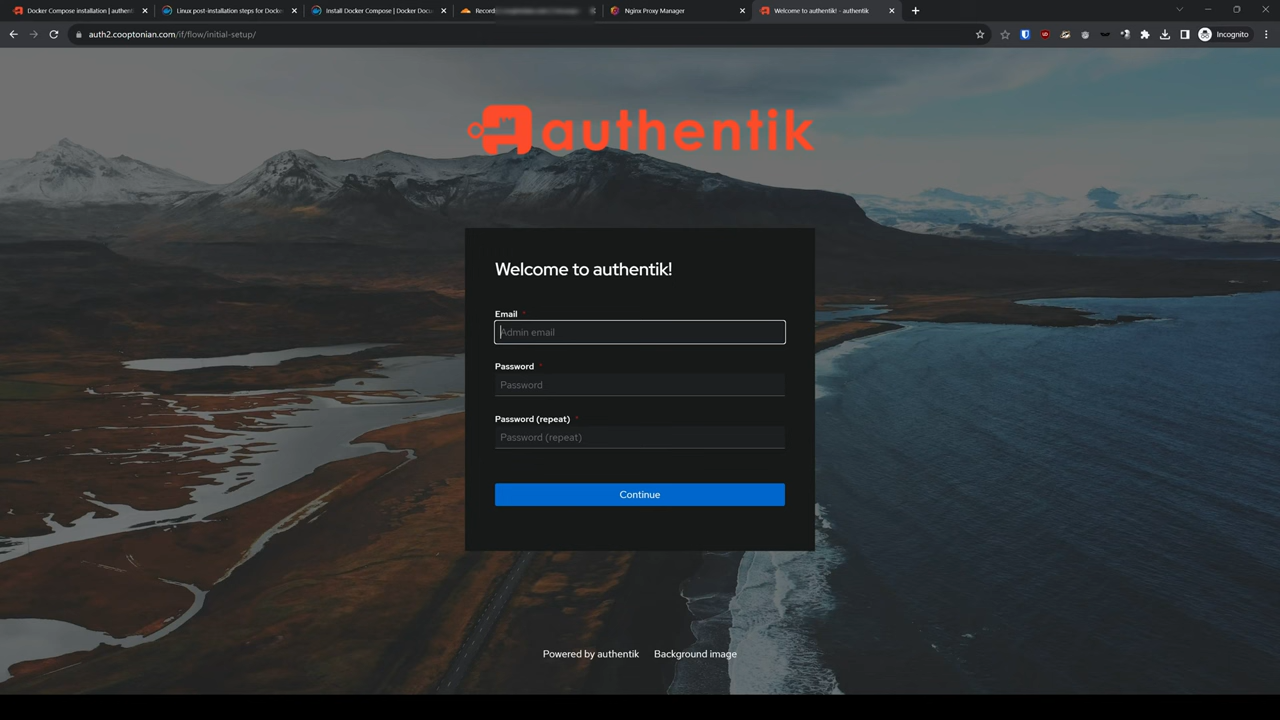 Docker Compose installation | authent
Linux post-installation steps for Docke
Install Docker Compose | Docker Docu
Record
Nginx Proxy Manager
Welcome to authentik! - authentik
auth2.cooptonian.com/if/flow/initial-setup/
Incognito
authentik
Welcome to authentik!
Email *
Admin email
Password *
Password
Password (repeat) *
Password (repeat)
Continue
Powered by authentik
Background image